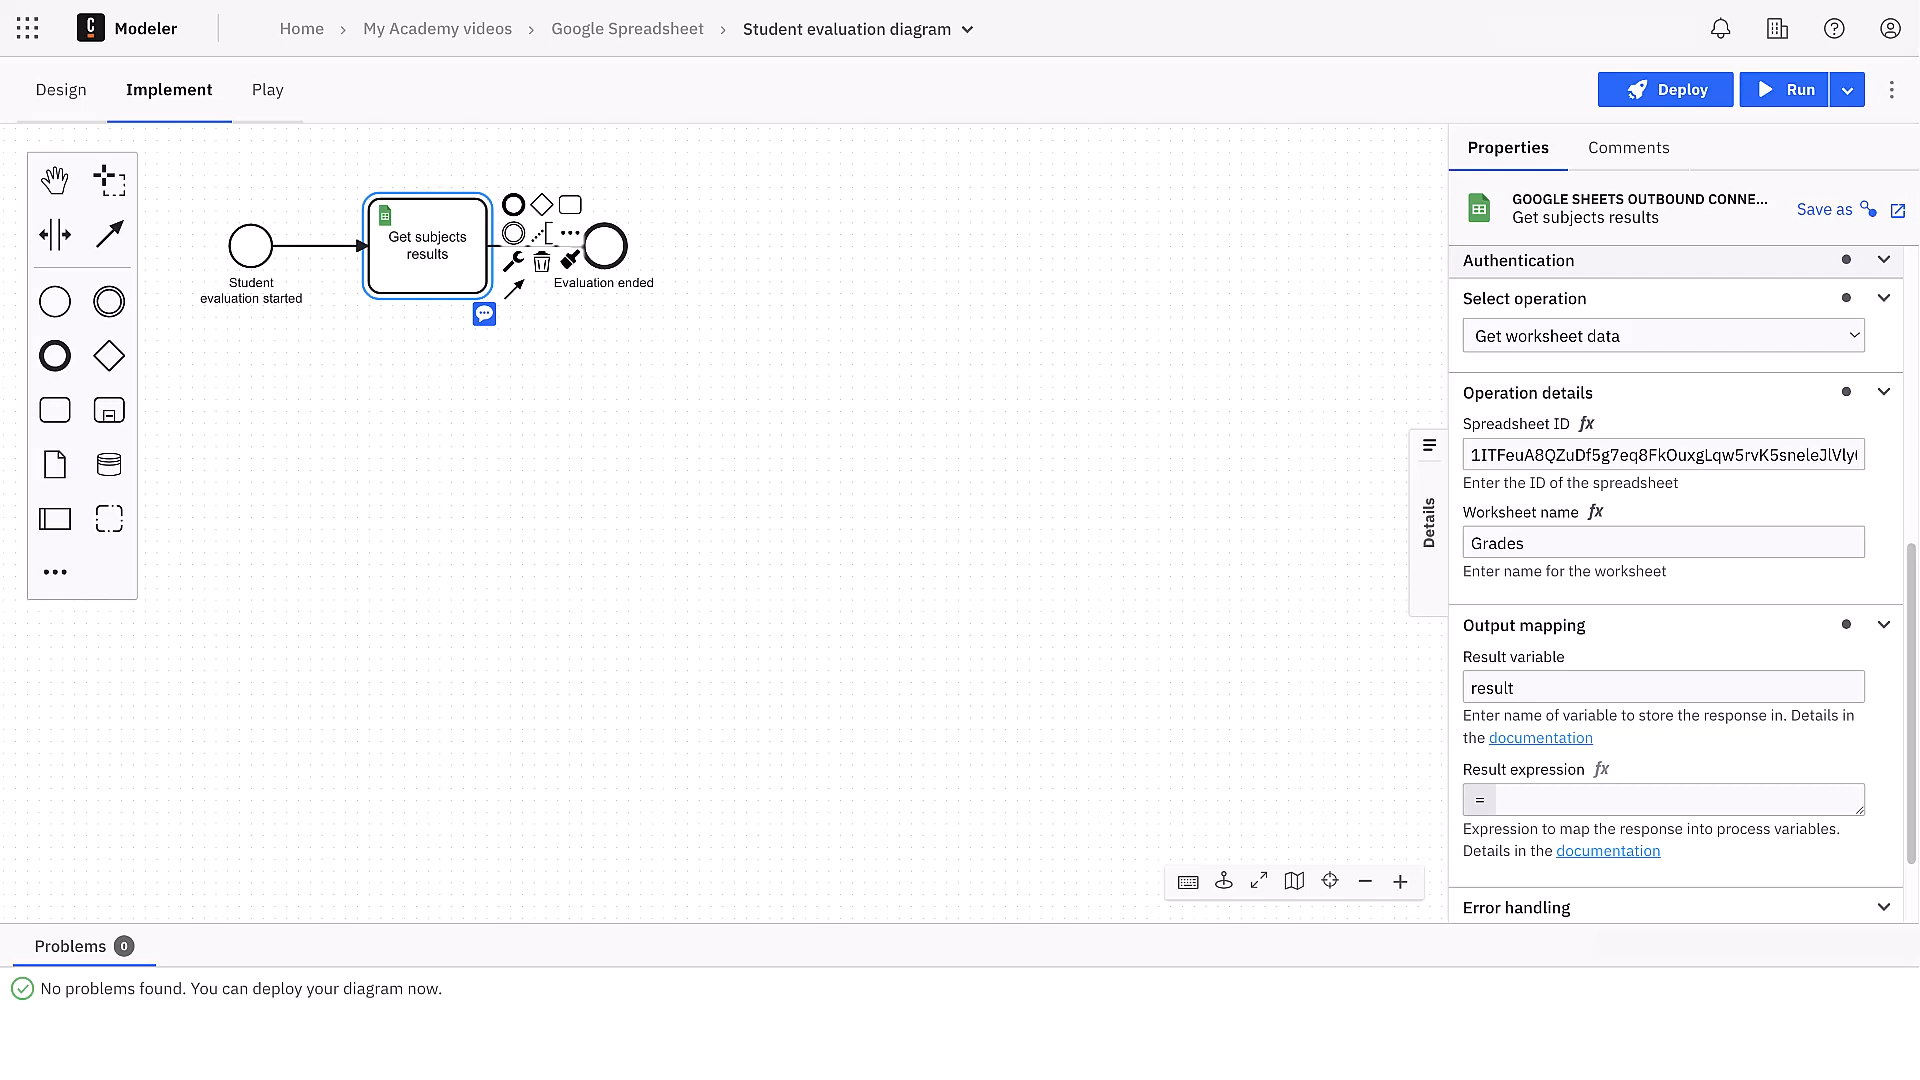 Modeler
Home › My Academy videos › Google Spreadsheet › Student evaluation diagram
Design
Implement
Play
Deploy
Run
Properties
Comments
GOOGLE SHEETS OUTBOUND CONNE...
Get subjects results
Save as
Get subjects
results
Student
evaluation started
Evaluation ended
Details
Authentication
Select operation
Get worksheet data
Operation details
Spreadsheet ID fx
1ITFeuA8QZuDf5g7eq8FkOuxgLqw5rvK5sneleJlVly
Enter the ID of the spreadsheet
Worksheet name fx
Grades
Enter name for the worksheet
Output mapping
Result variable
result
Enter name of variable to store the response in. Details in
the documentation
Result expression fx
=
Expression to map the response into process variables.
Details in the documentation
Error handling
Problems 0
No problems found. You can deploy your diagram now.